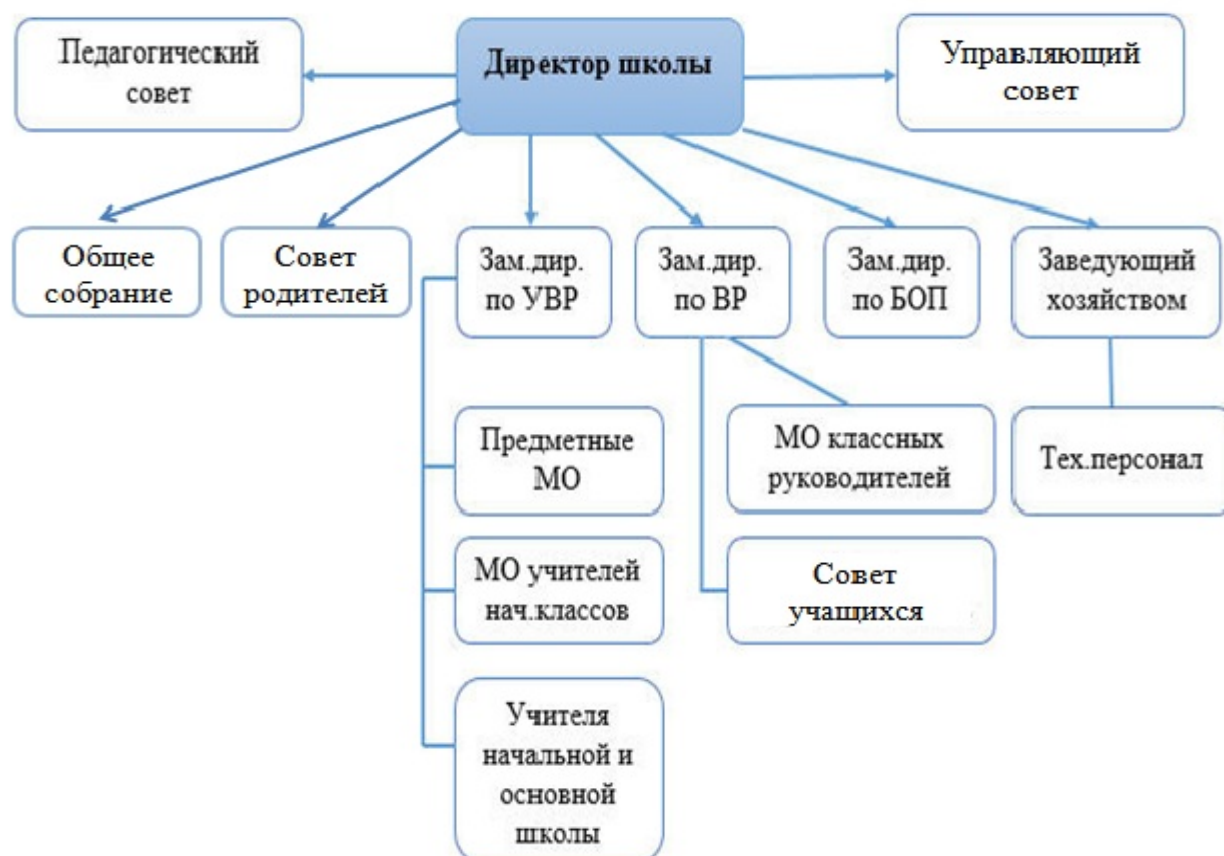 Педагогический
совет
Директор школы
Управляющий
совет
Общее
собрание
Совет
родителей
Зам.дир.
по УВР
Зам.дир.
по ВР
Зам.дир.
по БОП
Заведующий
хозяйством
Предметные
МО
МО классных
руководителей
Тех.персонал
МО учителей
нач.классов
Совет
учащихся
Учителя
начальной и
основной
школы